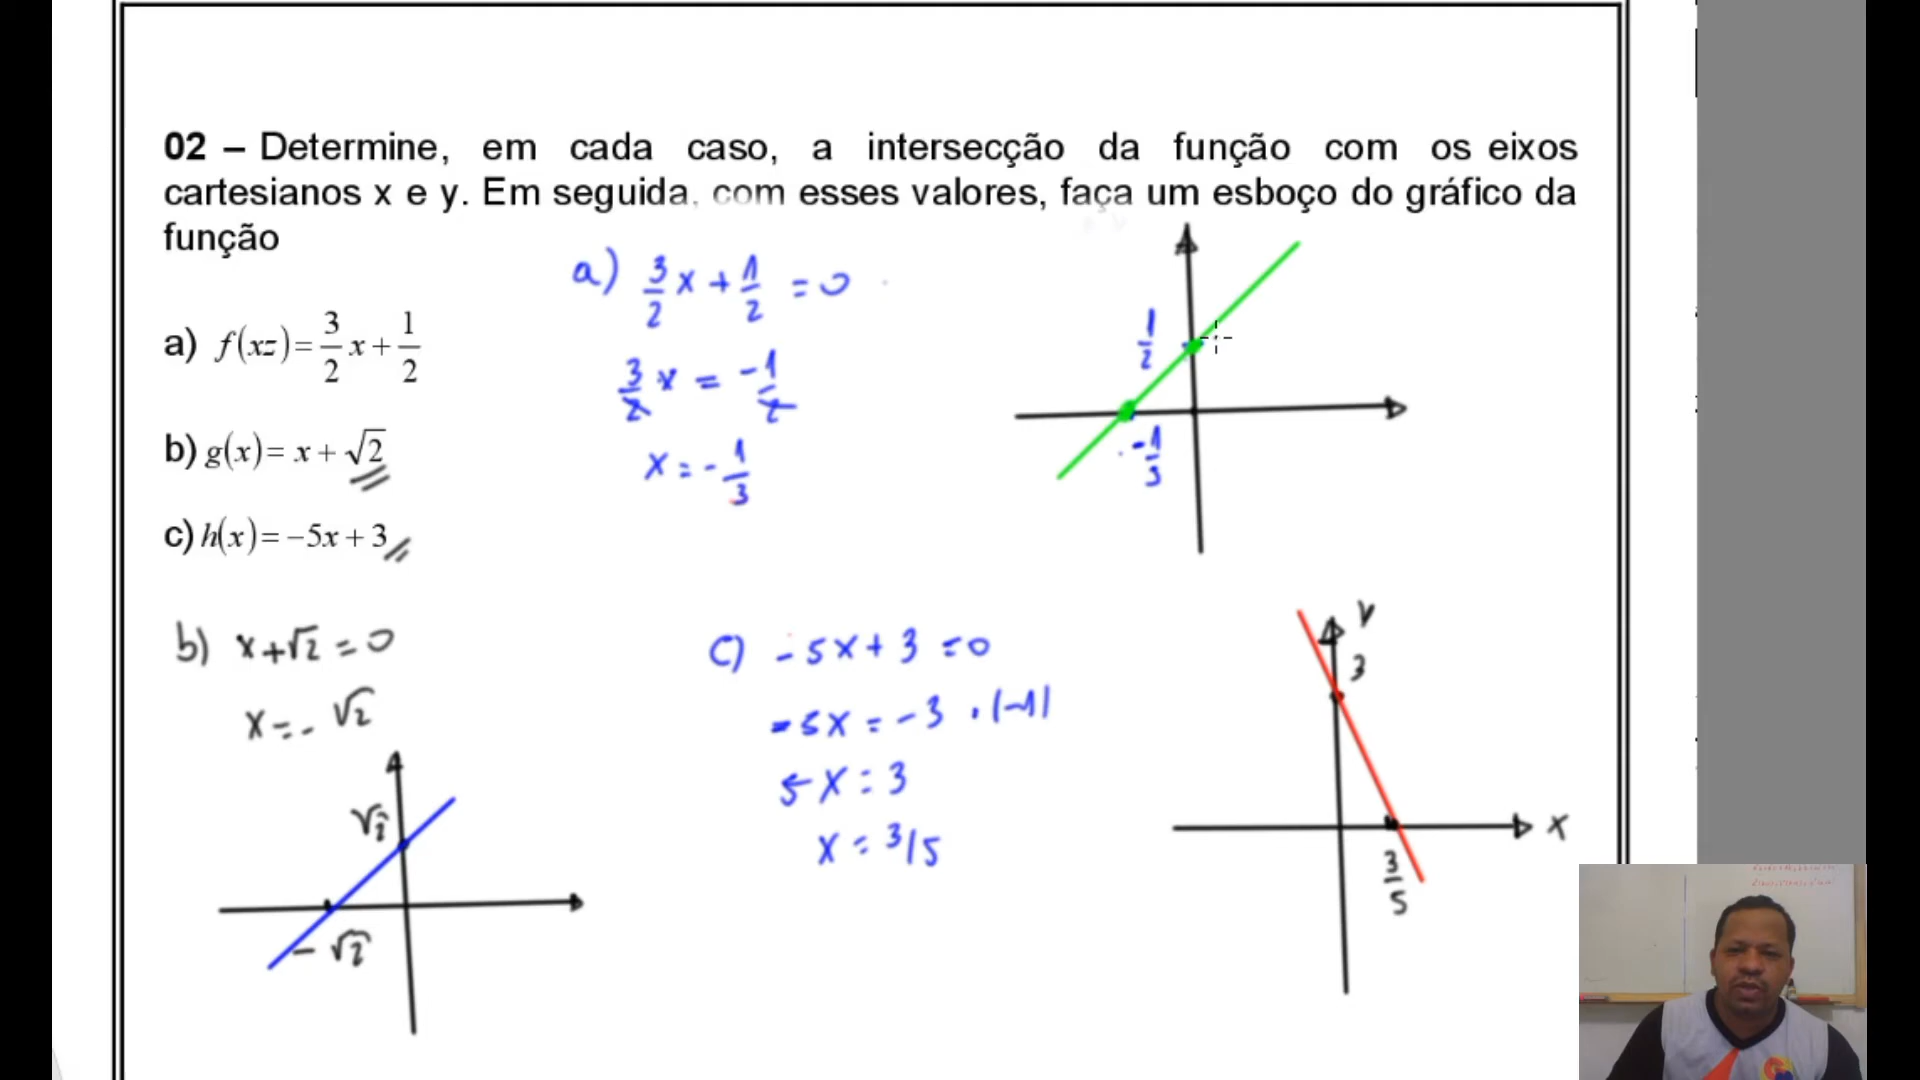 02 – Determine, em cada caso, a intersecção da função com os eixos
cartesianos x e y. Em seguida, com esses valores, faça um esboço do gráfico da
função
a) f(xz)= 3/2 x + 1/2
b) g(x)= x + √2
c) h(x)= −5x + 3
a) 3/2 x + 1/2 = 0
3/2 x = -1/2
x = - 1/3
1/2
-1/3
b) x+√2 = 0
x = - √2
√2
- √2
C) - 5x + 3 = 0
- 5x = - 3 . (-1)
5x = 3
x = 3/5
y
3
x
3/5